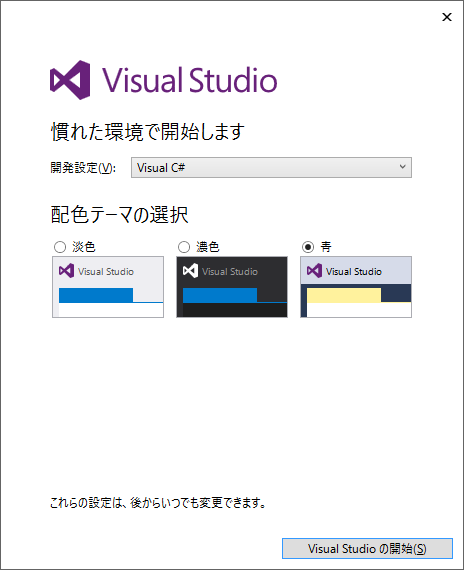 Visual Studio
慣れた環境で開始します
開発設定(V): Visual C#
配色テーマの選択
淡色 濃色 青
Visual Studio Visual Studio Visual Studio
これらの設定は、後からいつでも変更できます。
Visual Studio の開始(S)